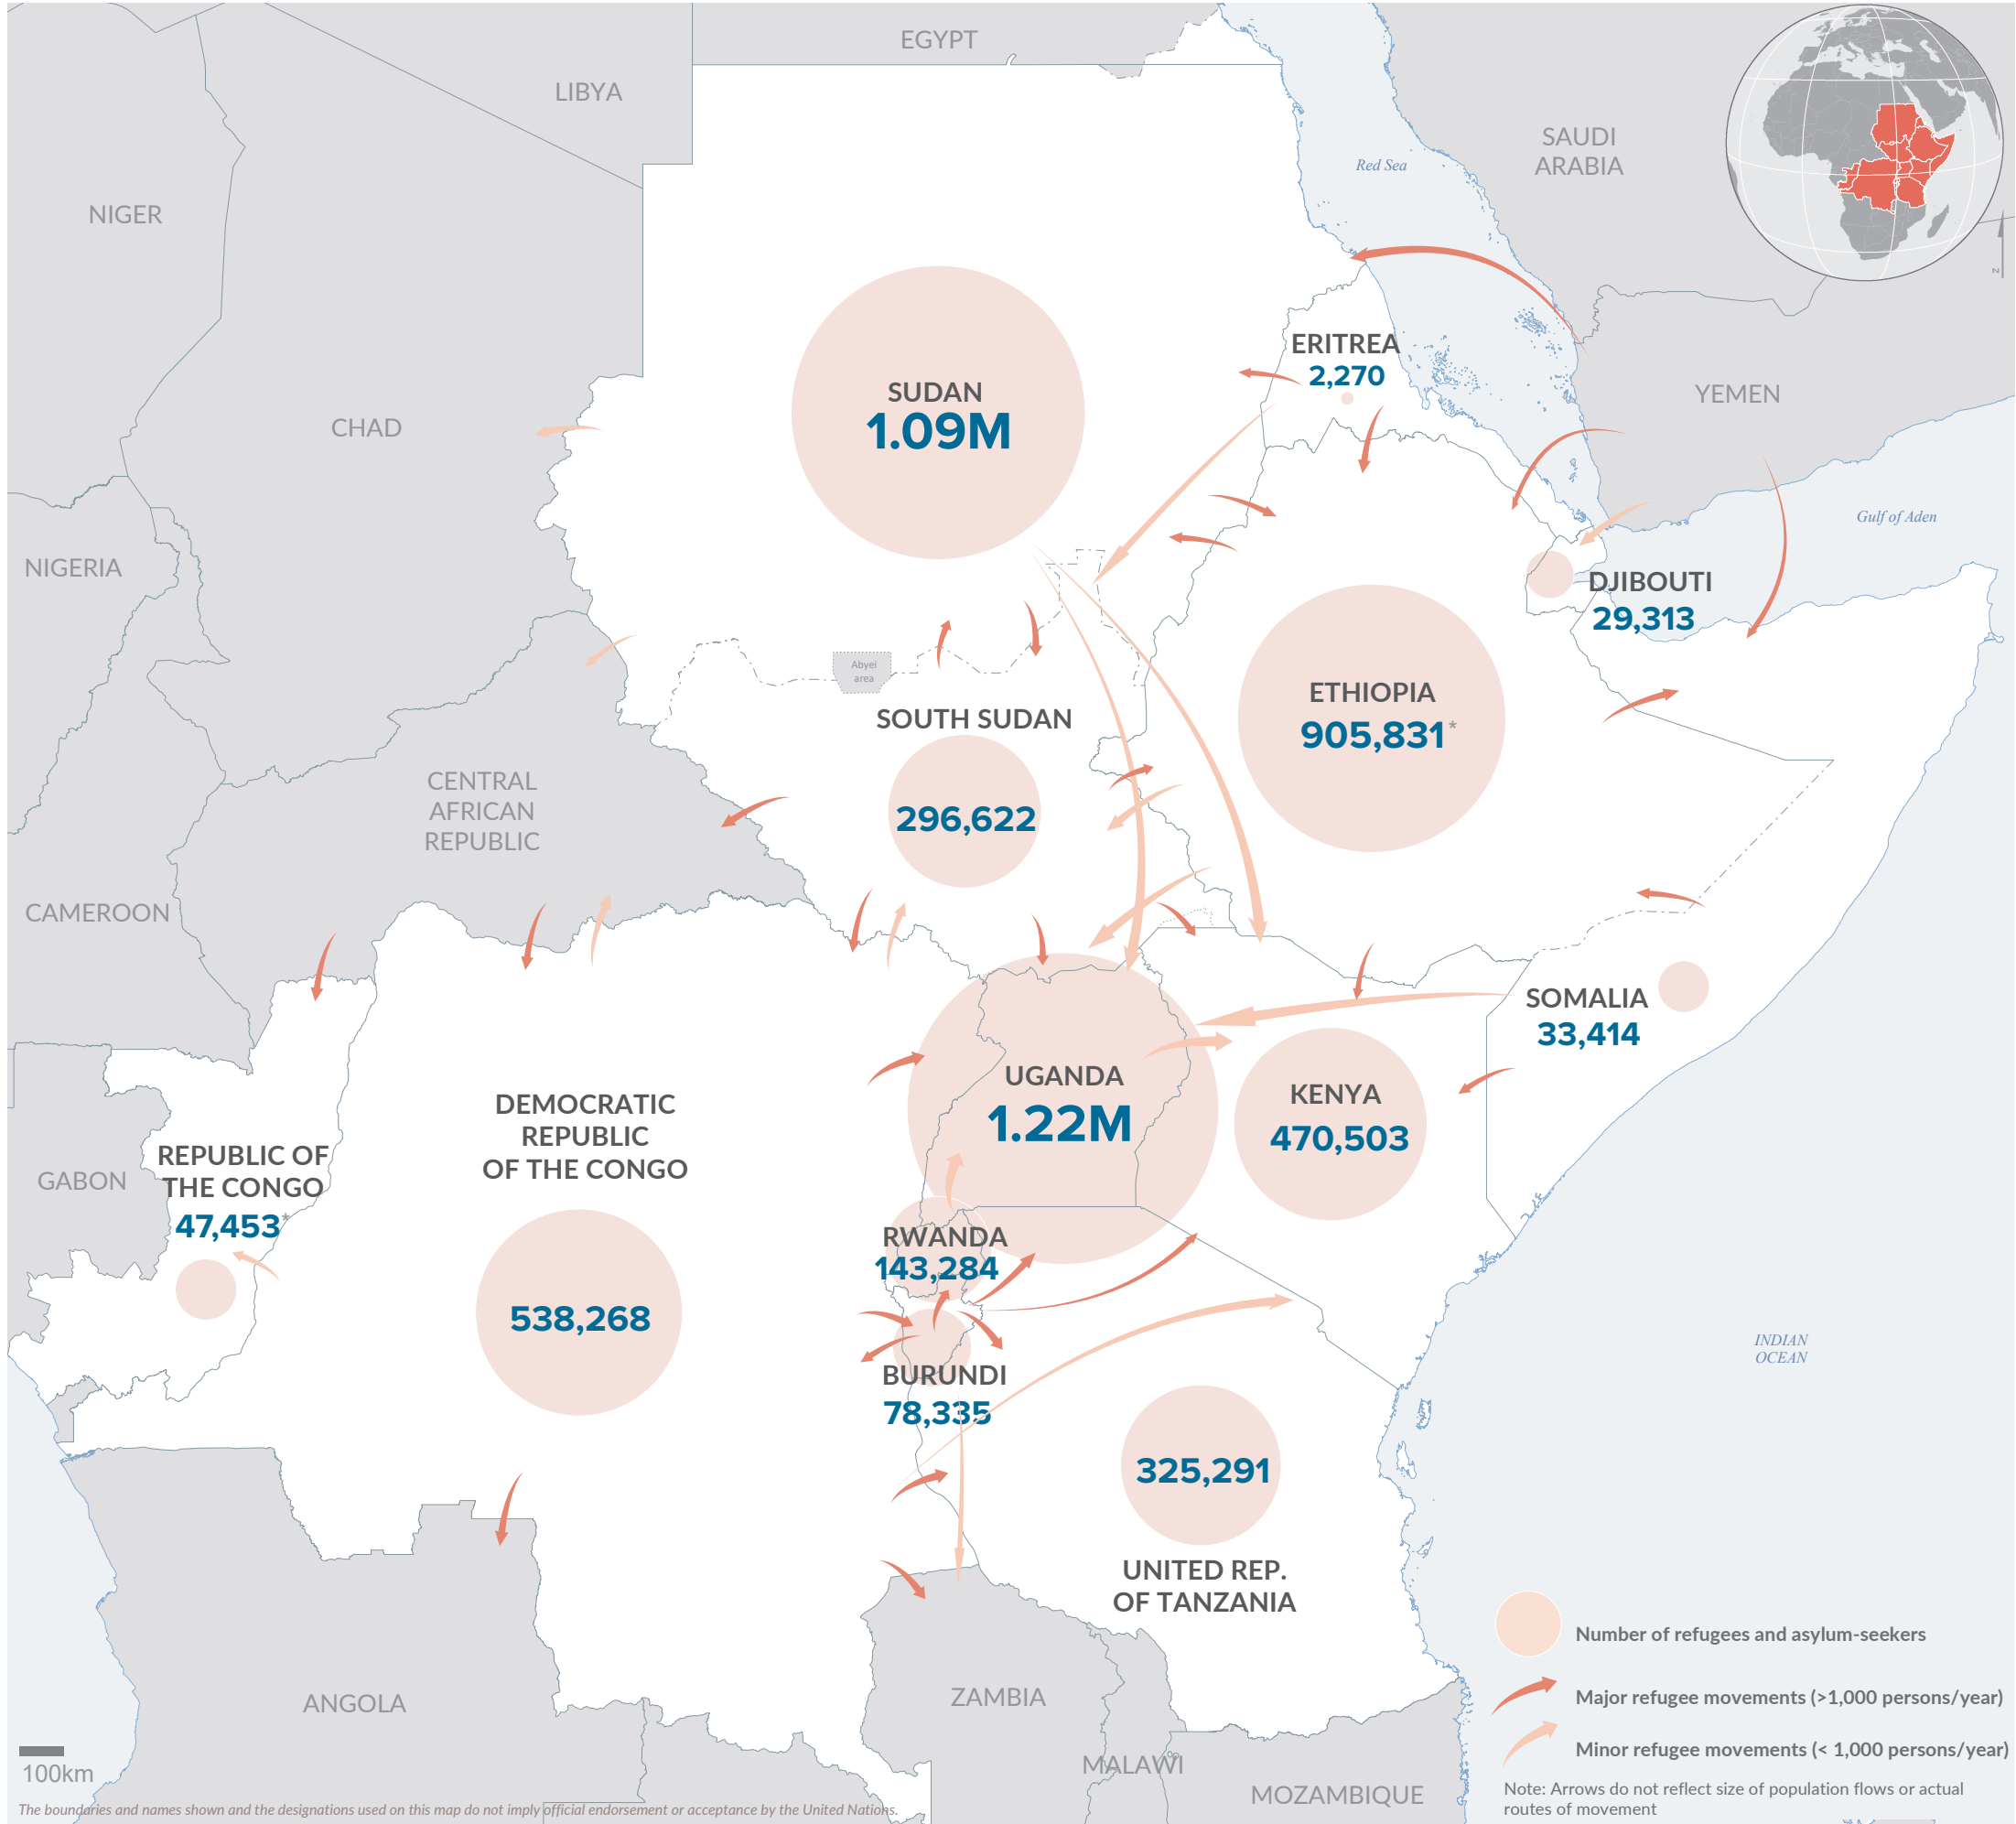 EGYPT
LIBYA
SAUDI
ARABIA
Red Sea
NIGER
N
ERITREA
2,270
YEMEN
SUDAN
1.09M
CHAD
Gulf of Aden
NIGERIA
DJIBOUTI
29,313
Abyei
area
ETHIOPIA
905,831*
SOUTH SUDAN
296,622
CENTRAL
AFRICAN
REPUBLIC
CAMEROON
SOMALIA
33,414
UGANDA
1.22M
KENYA
470,503
DEMOCRATIC
REPUBLIC
OF THE CONGO
538,268
REPUBLIC OF
THE CONGO
47,453*
GABON
RWANDA
143,284
BURUNDI
78,335
INDIAN
OCEAN
325,291
UNITED REP.
OF TANZANIA
ANGOLA
ZAMBIA
MALAWI
MOZAMBIQUE
Number of refugees and asylum-seekers
Major refugee movements (>1,000 persons/year)
Minor refugee movements (< 1,000 persons/year)
Note: Arrows do not reflect size of population flows or actual
routes of movement
100km
The boundaries and names shown and the designations used on this map do not imply official endorsement or acceptance by the United Nations.